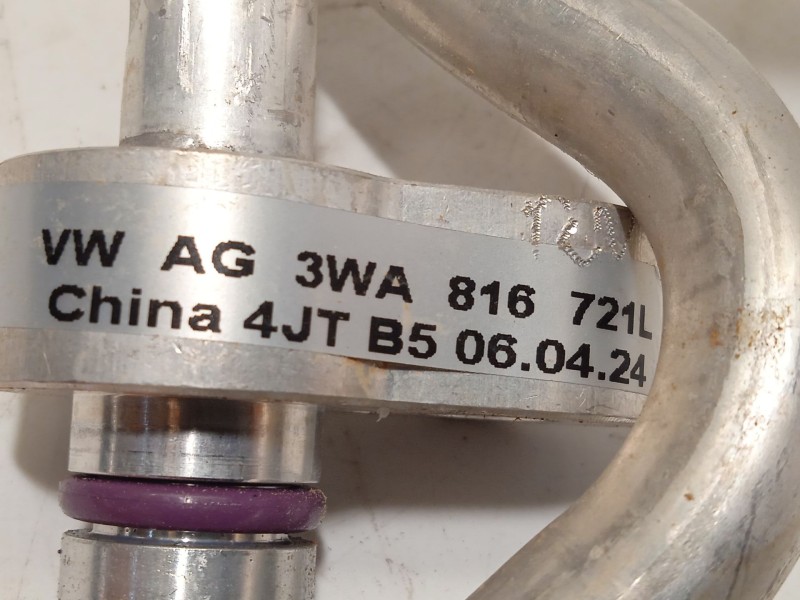 VW AG 3WA 816 721L
China 4JT B5 06.04.24